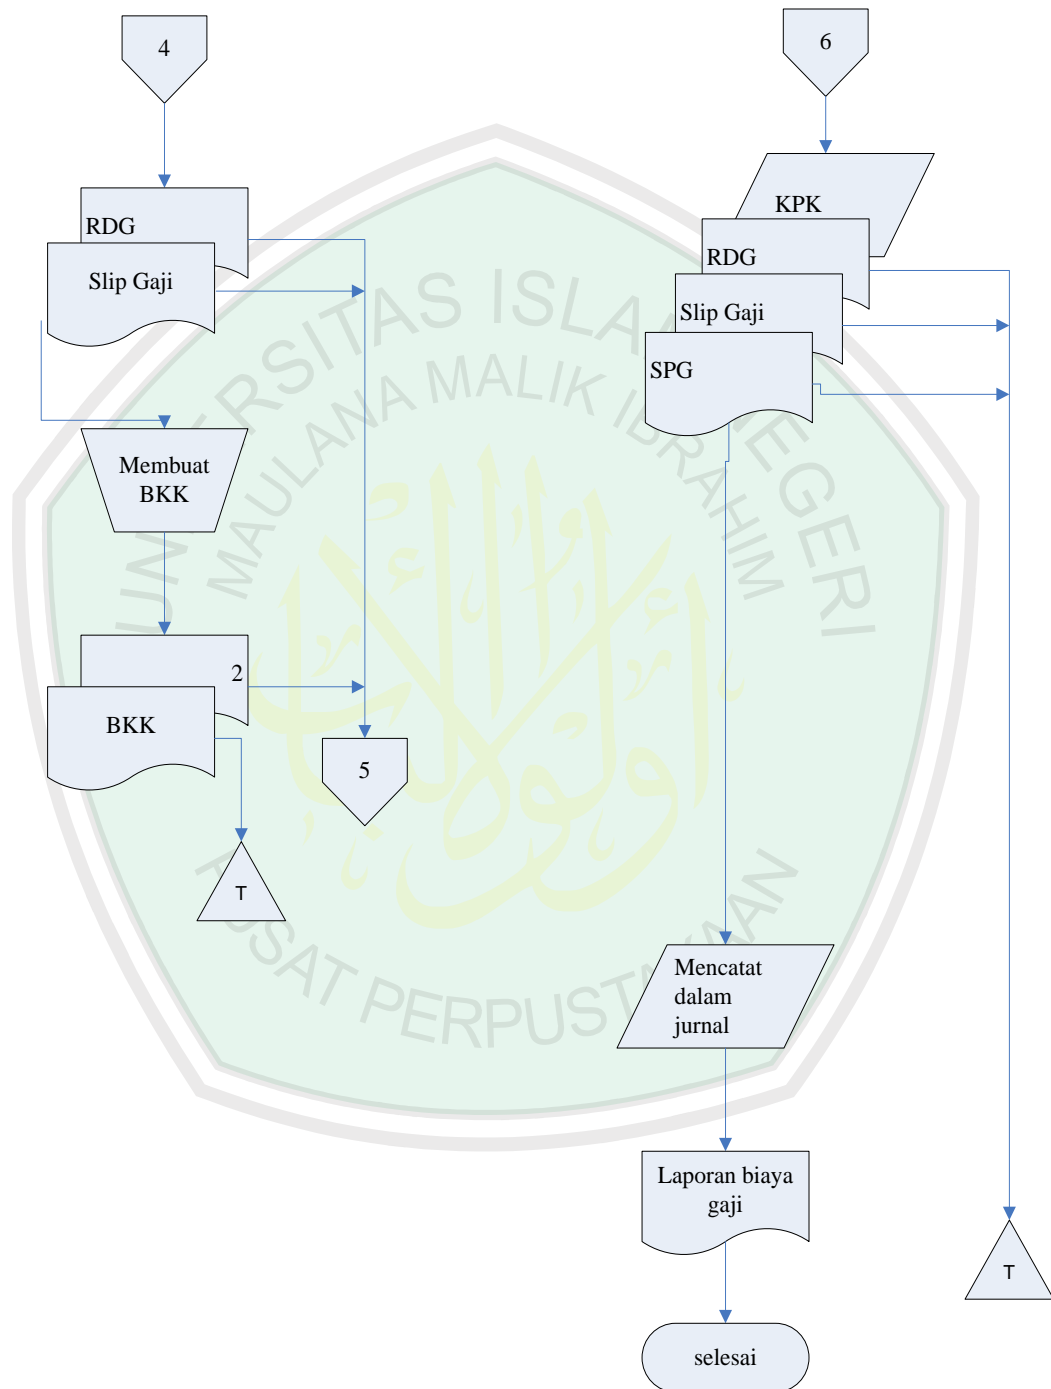 4
RDG
Slip Gaji
Membuat
BKK
2
BKK
5
T
6
KPK
RDG
Slip Gaji
SPG
Mencatat
dalam
jurnal
Laporan biaya
gaji
T
selesai
UNIVERSITAS ISLAM NEGERI
MAULANA MALIK IBRAHIM
PUSAT PERPUSTAKAAN